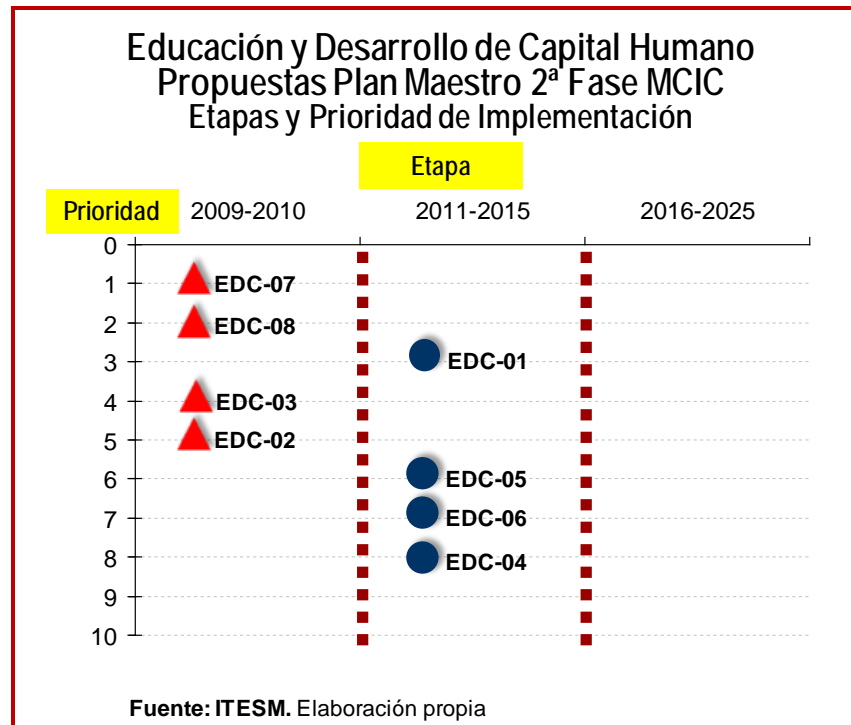 Educación y Desarrollo de Capital Humano
Propuestas Plan Maestro 2ª Fase MCIC
Etapas y Prioridad de Implementación
Etapa
Prioridad 2009-2010 2011-2015 2016-2025
0
1 EDC-07
2 EDC-08
3 EDC-01
4 EDC-03
5 EDC-02
6 EDC-05
7 EDC-06
8 EDC-04
9
10
Fuente: ITESM. Elaboración propia